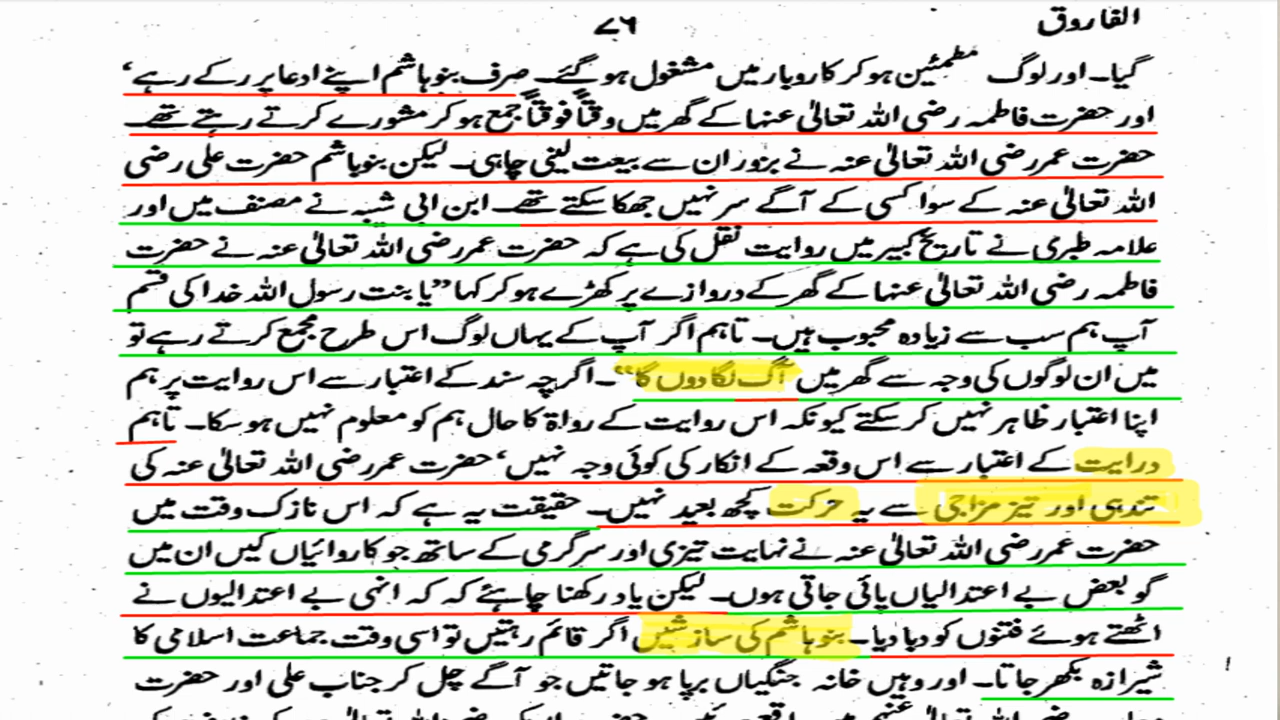 الفاروق
۷۶
گیا۔ اور لوگ مطمئین ہو کر کاروبار میں مشغول ہو گئے۔ صرف بنو ہاشم اپنے ادعا پر رکے رہے‘
اور حضرت فاطمہ رضی اللہ تعالیٰ عنہا کے گھر میں وقتاً فوقتاً جمع ہو کر مشورے کرتے رہتے تھے۔
حضرت عمر رضی اللہ تعالیٰ عنہ نے بزور ان سے بیعت لینی چاہی۔ لیکن بنو ہاشم حضرت علی رضی
اللہ تعالیٰ عنہ کے سوا کسی کے آگے سر نہیں جھکا سکتے تھے۔ ابن ابی شیبہ نے مصنف میں اور
علامہ طبری نے تاریخ کبیر میں روایت نقل کی ہے کہ حضرت عمر رضی اللہ تعالیٰ عنہ نے حضرت
فاطمہ رضی اللہ تعالیٰ عنہا کے گھر کے دروازے پر کھڑے ہو کر کہا ”یا بنت رسول اللہ خدا کی قسم
آپ ہم سب سے زیادہ محبوب ہیں۔ تاہم اگر آپ کے یہاں لوگ اس طرح مجمع کرتے رہے تو
میں ان لوگوں کی وجہ سے گھر میں آگ لگا دوں گا“۔ اگرچہ سند کے اعتبار سے اس روایت پر ہم
اپنا اعتبار ظاہر نہیں کر سکتے کیونکہ اس روایت کے رواۃ کا حال ہم کو معلوم نہیں ہو سکا۔ تاہم
درایت کے اعتبار سے اس واقعہ کے انکار کی کوئی وجہ نہیں‘ حضرت عمر رضی اللہ تعالیٰ عنہ کی
تندہی اور تیز مزاجی سے یہ حرکت کچھ بعید نہیں۔ حقیقت یہ ہے کہ اس نازک وقت میں
حضرت عمر رضی اللہ تعالیٰ عنہ نے نہایت تیزی اور سرگرمی کے ساتھ جو کاروائیاں کیں ان میں
گو بعض بے اعتدالیاں پائی جاتی ہوں۔ لیکن یاد رکھنا چاہئے کہ کہ انہی بے اعتدالیوں نے
اٹھتے ہوئے فتنوں کو دبا دیا۔ بنو ہاشم کی سازشیں اگر قائم رہتیں تو اسی وقت جماعت اسلامی کا
شیرازہ بکھر جاتا۔ اور وہیں خانہ جنگیاں برپا ہو جاتیں جو آگے چل کر جناب علی اور حضرت